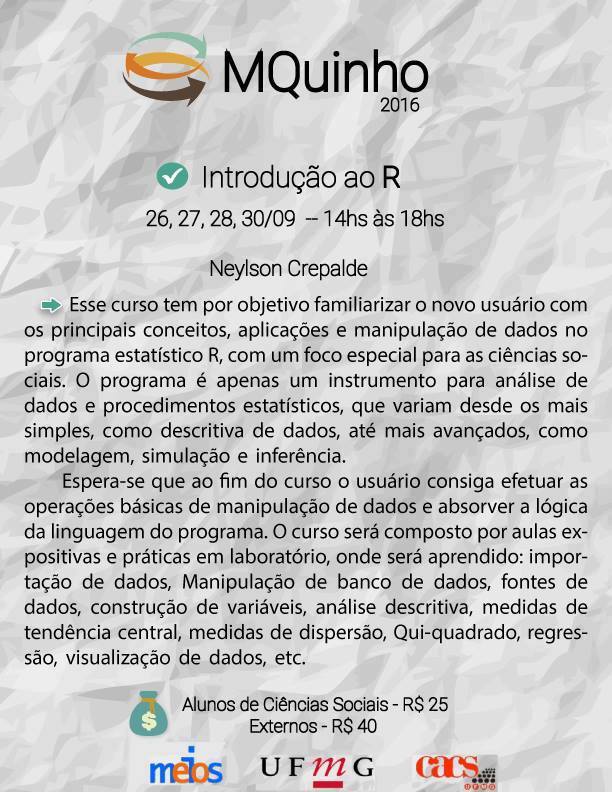 MQuinho
2016
Introdução ao R
26, 27, 28, 30/09 -- 14hs às 18hs
Neylson Crepalde
Esse curso tem por objetivo familiarizar o novo usuário com
os principais conceitos, aplicações e manipulação de dados no
programa estatístico R, com um foco especial para as ciências so-
ciais. O programa é apenas um instrumento para análise de
dados e procedimentos estatísticos, que variam desde os mais
simples, como descritiva de dados, até mais avançados, como
modelagem, simulação e inferência.
Espera-se que ao fim do curso o usuário consiga efetuar as
operações básicas de manipulação de dados e absorver a lógica
da linguagem do programa. O curso será composto por aulas ex-
positivas e práticas em laboratório, onde será aprendido: impor-
tação de dados, Manipulação de banco de dados, fontes de
dados, construção de variáveis, análise descritiva, medidas de
tendência central, medidas de dispersão, Qui-quadrado, regres-
são, visualização de dados, etc.
$
Alunos de Ciências Sociais - R$ 25
Externos - R$ 40
meios
UFmG
cacs
UFMG